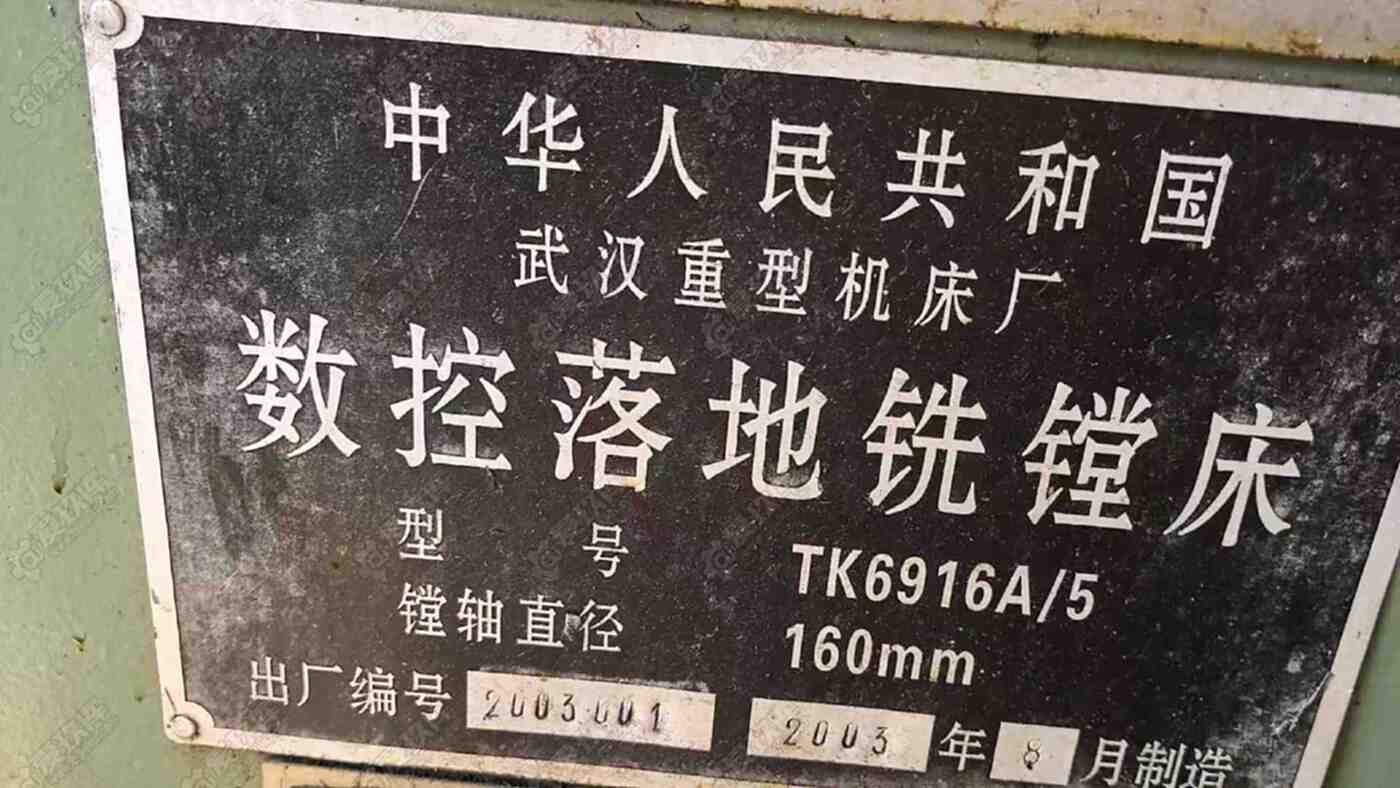 中华人民共和国
武汉重型机床厂
数控落地铣镗床
型号 TK6916A/5
镗轴直径 160mm
出厂编号 2003.001 2003 年 8 月制造